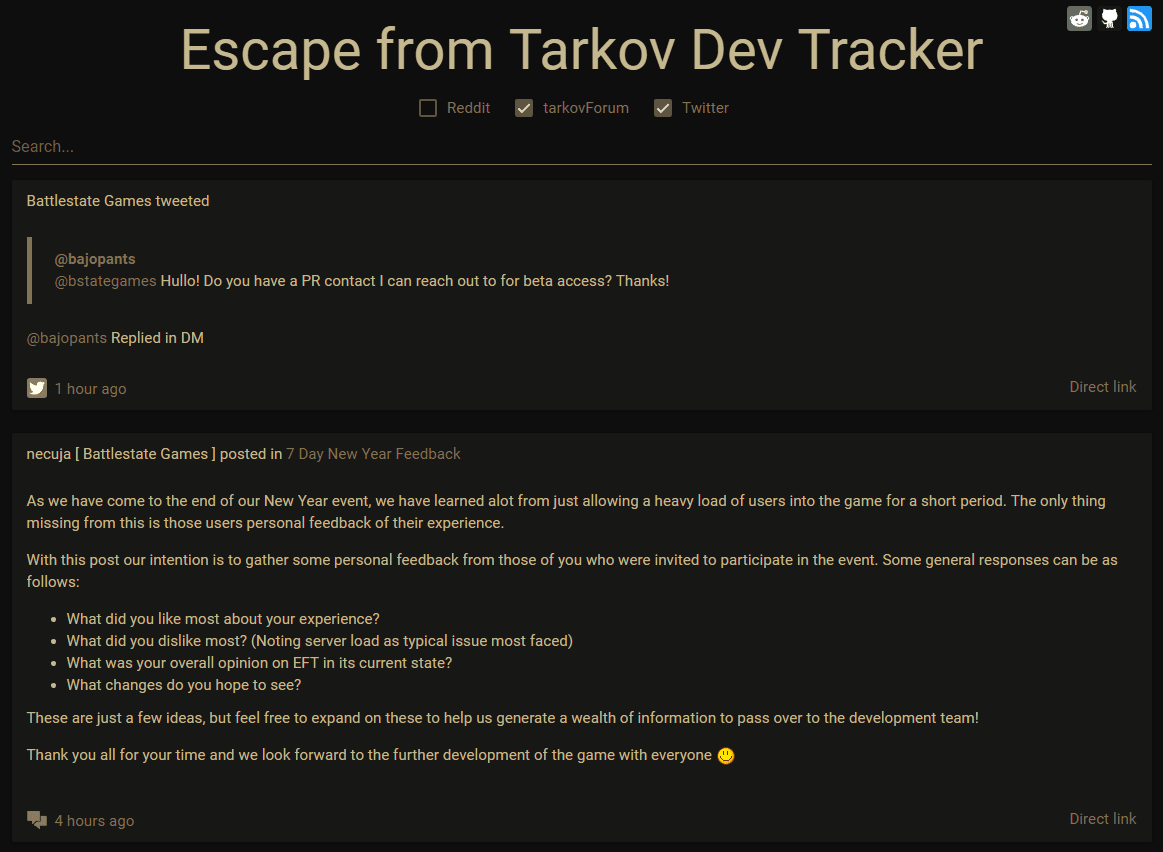 Escape from Tarkov Dev Tracker
Reddit tarkovForum Twitter
Search...
Battlestate Games tweeted
@bajopants
@bstategames Hullo! Do you have a PR contact I can reach out to for beta access? Thanks!
@bajopants Replied in DM
1 hour ago Direct link
necuja [ Battlestate Games ] posted in 7 Day New Year Feedback
As we have come to the end of our New Year event, we have learned alot from just allowing a heavy load of users into the game for a short period. The only thing
missing from this is those users personal feedback of their experience.
With this post our intention is to gather some personal feedback from those of you who were invited to participate in the event. Some general responses can be as
follows:
• What did you like most about your experience?
• What did you dislike most? (Noting server load as typical issue most faced)
• What was your overall opinion on EFT in its current state?
• What changes do you hope to see?
These are just a few ideas, but feel free to expand on these to help us generate a wealth of information to pass over to the development team!
Thank you all for your time and we look forward to the further development of the game with everyone
4 hours ago Direct link